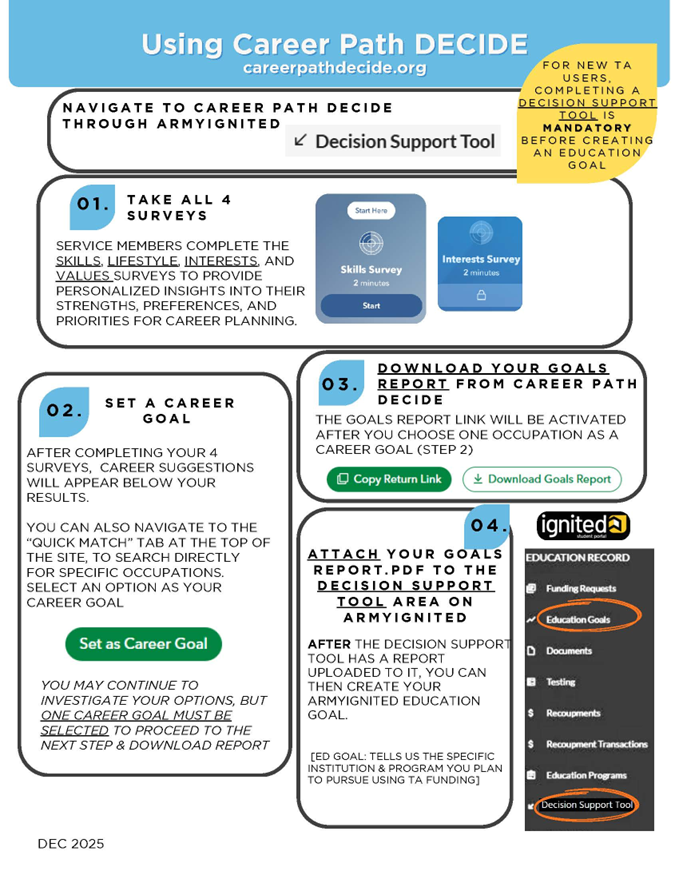 Using Career Path DECIDE
careerpathdecide.org
FOR NEW TA
USERS,
COMPLETING A
DECISION SUPPORT
TOOL IS
MANDATORY
BEFORE CREATING
AN EDUCATION
GOAL
NAVIGATE TO CAREER PATH DECIDE
THROUGH ARMYIGNITED
Decision Support Tool
01.
TAKE ALL 4
SURVEYS
SERVICE MEMBERS COMPLETE THE
SKILLS, LIFESTYLE, INTERESTS, AND
VALUES SURVEYS TO PROVIDE
PERSONALIZED INSIGHTS INTO THEIR
STRENGTHS, PREFERENCES, AND
PRIORITIES FOR CAREER PLANNING.
Start Here
Skills Survey
2 minutes
Start
Interests Survey
2 minutes
02.
SET A CAREER
GOAL
AFTER COMPLETING YOUR 4
SURVEYS, CAREER SUGGESTIONS
WILL APPEAR BELOW YOUR
RESULTS.
YOU CAN ALSO NAVIGATE TO THE
“QUICK MATCH” TAB AT THE TOP OF
THE SITE, TO SEARCH DIRECTLY
FOR SPECIFIC OCCUPATIONS.
SELECT AN OPTION AS YOUR
CAREER GOAL
Set as Career Goal
YOU MAY CONTINUE TO
INVESTIGATE YOUR OPTIONS, BUT
ONE CAREER GOAL MUST BE
SELECTED TO PROCEED TO THE
NEXT STEP & DOWNLOAD REPORT
03.
DOWNLOAD YOUR GOALS
REPORT FROM CAREER PATH
DECIDE
THE GOALS REPORT LINK WILL BE ACTIVATED
AFTER YOU CHOOSE ONE OCCUPATION AS A
CAREER GOAL (STEP 2)
Copy Return Link
Download Goals Report
04.
ATTACH YOUR GOALS
REPORT.PDF TO THE
DECISION SUPPORT
TOOL AREA ON
ARMYIGNITED
AFTER THE DECISION SUPPORT
TOOL HAS A REPORT
UPLOADED TO IT, YOU CAN
THEN CREATE YOUR
ARMYIGNITED EDUCATION
GOAL.
[ED GOAL: TELLS US THE SPECIFIC
INSTITUTION & PROGRAM YOU PLAN
TO PURSUE USING TA FUNDING]
ignited
student portal
EDUCATION RECORD
Funding Requests
Education Goals
Documents
Testing
Recoupments
Recoupment Transactions
Education Programs
Decision Support Tool
DEC 2025